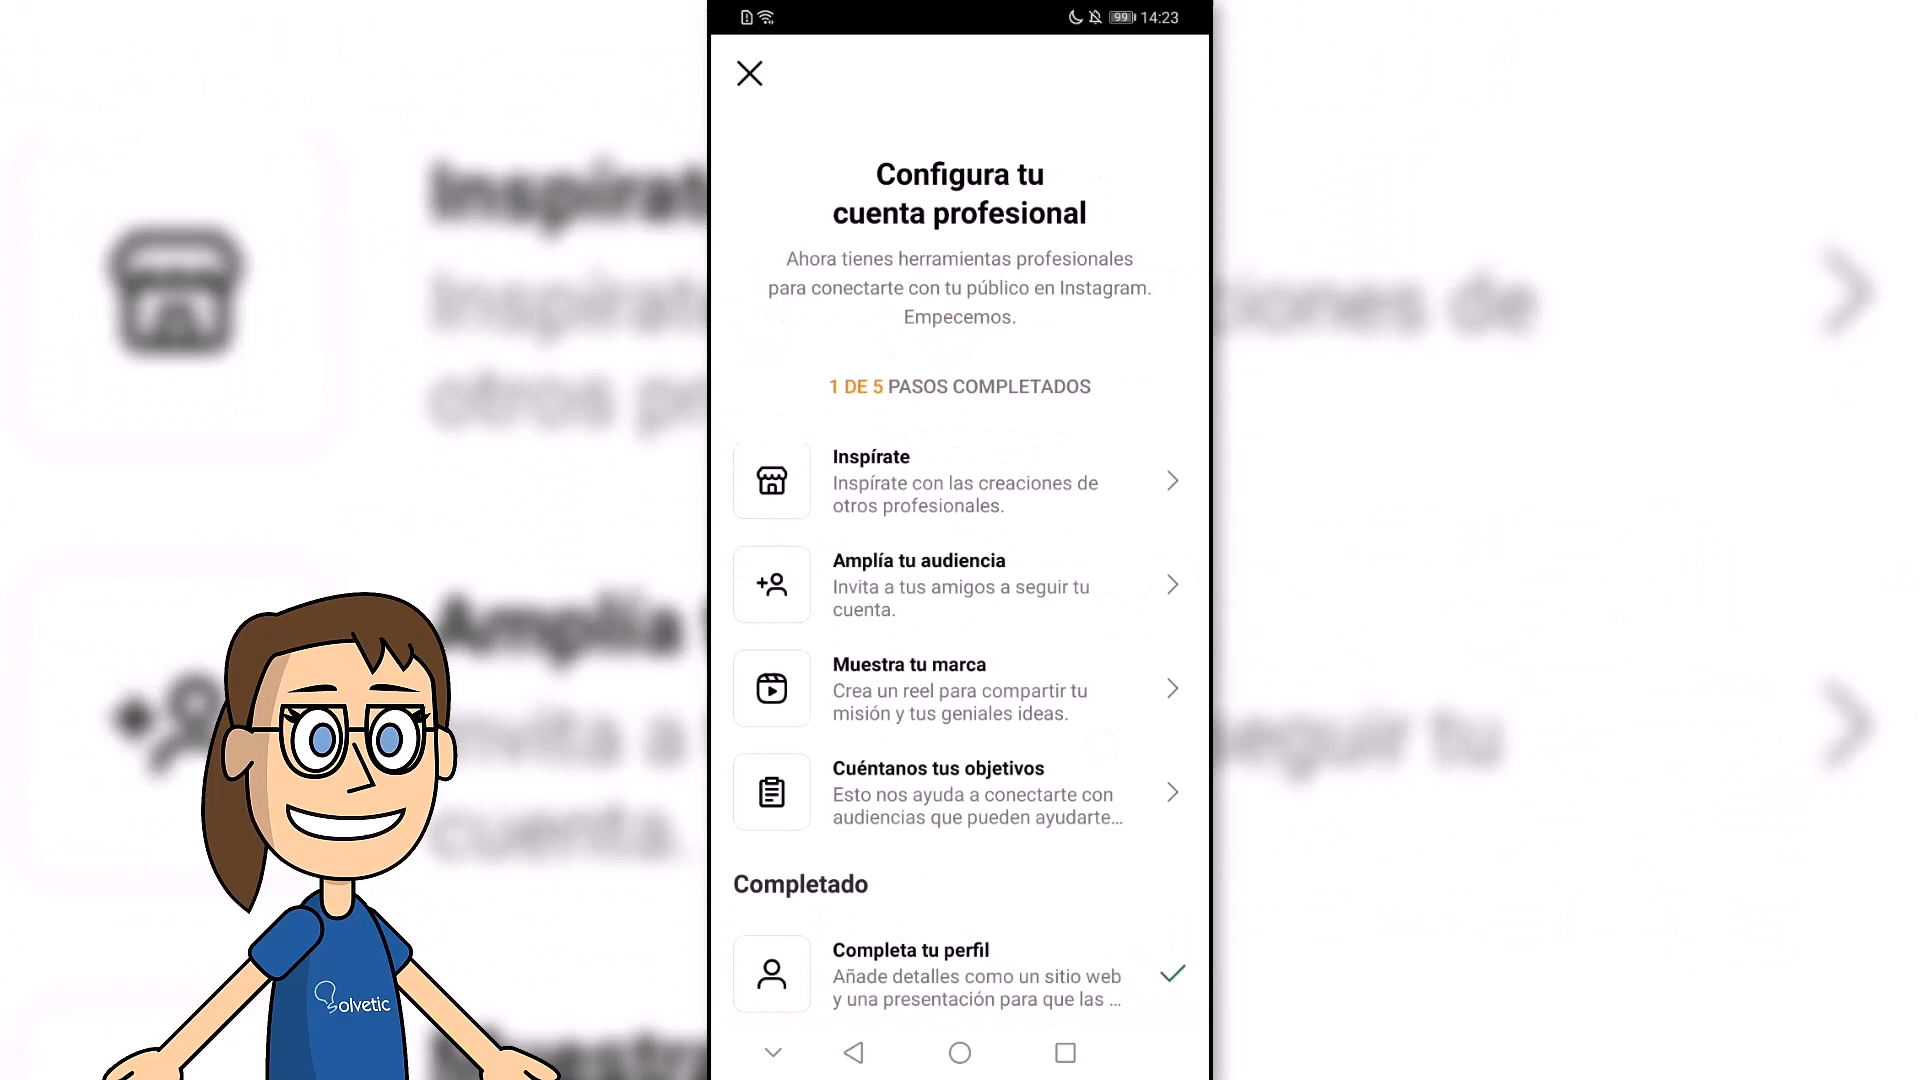 99 14:23
Configura tu
cuenta profesional
Ahora tienes herramientas profesionales
para conectarte con tu público en Instagram.
Empecemos.
1 DE 5 PASOS COMPLETADOS
Inspírate
Inspírate con las creaciones de
otros profesionales.
Amplía tu audiencia
Invita a tus amigos a seguir tu
cuenta.
Muestra tu marca
Crea un reel para compartir tu
misión y tus geniales ideas.
Cuéntanos tus objetivos
Esto nos ayuda a conectarte con
audiencias que pueden ayudarte...
Completado
Completa tu perfil
Añade detalles como un sitio web
y una presentación para que las ...
Solvetic
Inspírat
Inspírate
ciones de
otros pr
Amplía
invita a
seguir tu
cuenta.
Muestra